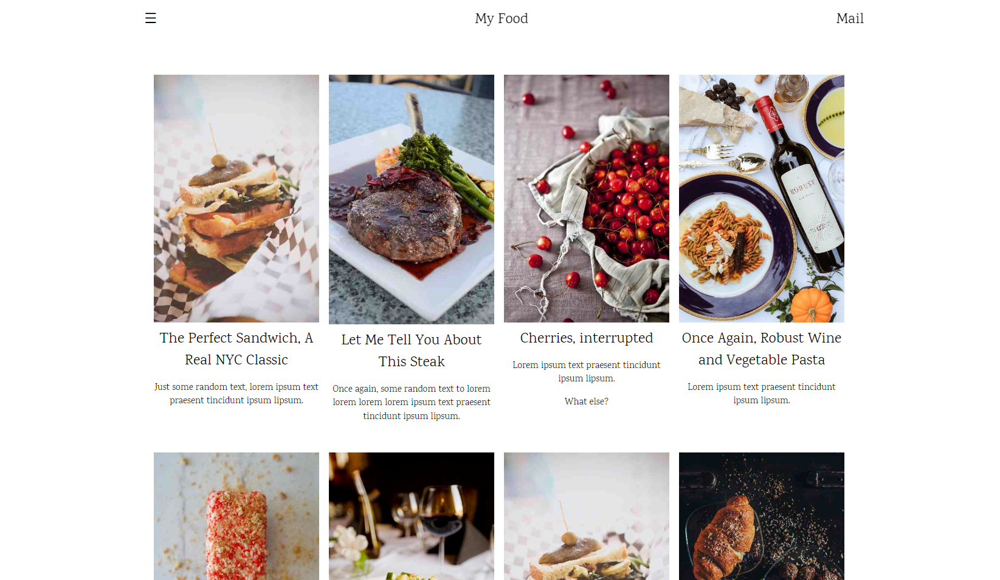 ☰
My Food
Mail
ROBUST
The Perfect Sandwich, A
Real NYC Classic
Just some random text, lorem ipsum text
praesent tincidunt ipsum lipsum.
Let Me Tell You About
This Steak
Once again, some random text to lorem
lorem lorem lorem ipsum text praesent
tincidunt ipsum lipsum.
Cherries, interrupted
Lorem ipsum text praesent tincidunt
ipsum lipsum.
What else?
Once Again, Robust Wine
and Vegetable Pasta
Lorem ipsum text praesent tincidunt
ipsum lipsum.